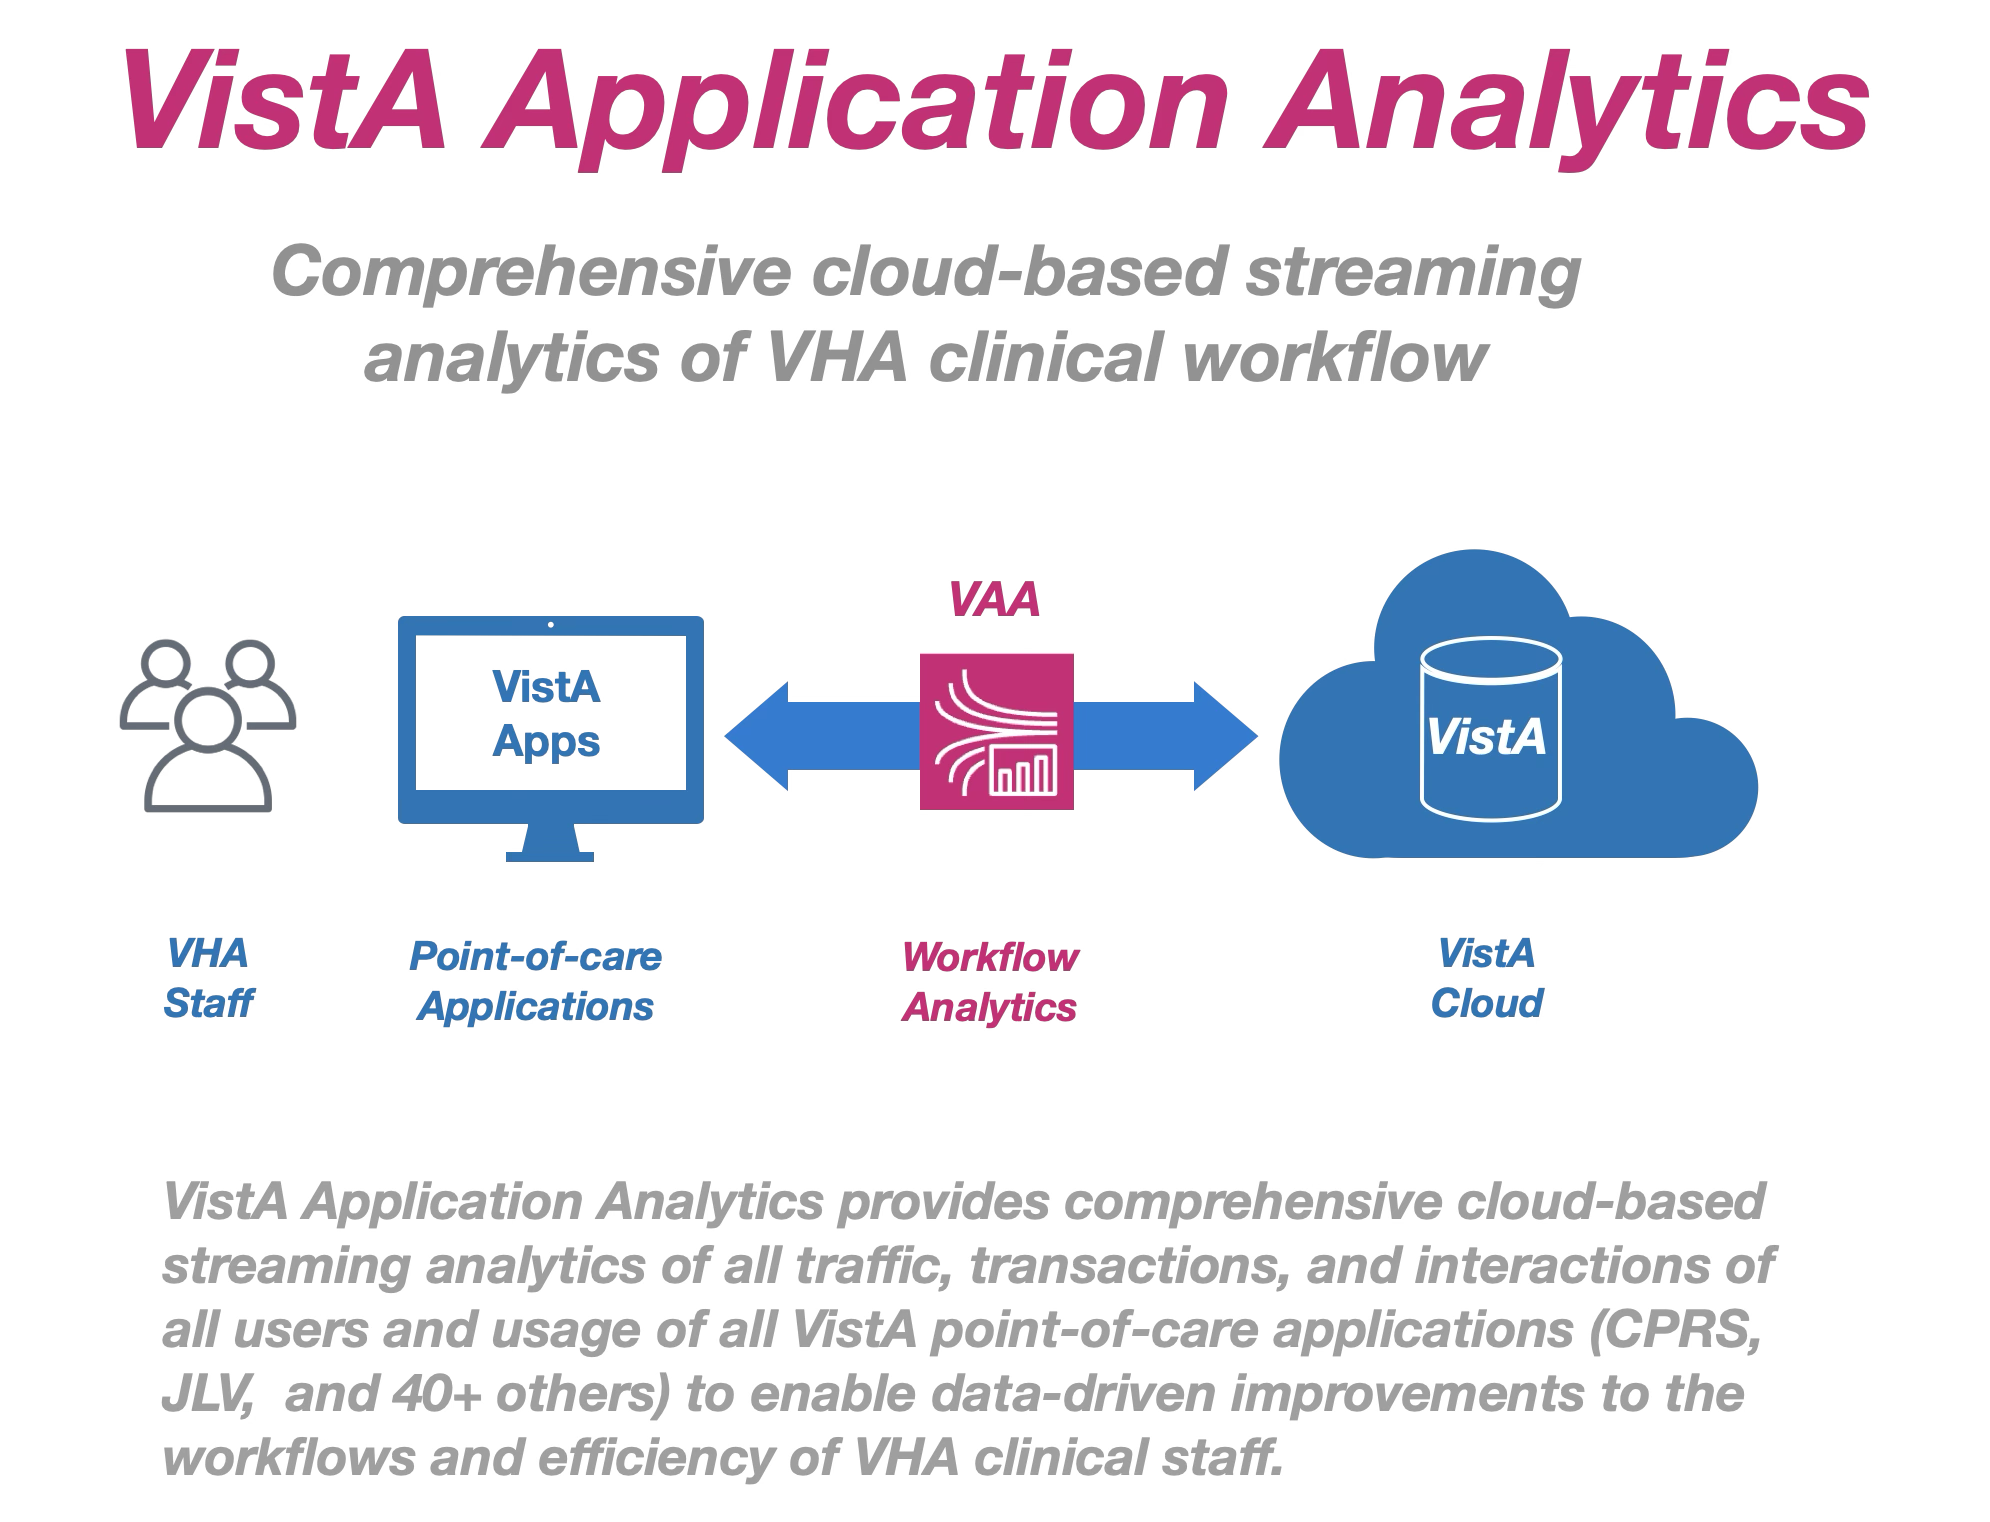 VistA Application Analytics
Comprehensive cloud-based streaming
analytics of VHA clinical workflow
VAA
VistA
Apps
VistA
VHA
Staff
Point-of-care
Applications
Workflow
Analytics
VistA
Cloud
VistA Application Analytics provides comprehensive cloud-based
streaming analytics of all traffic, transactions, and interactions of
all users and usage of all VistA point-of-care applications (CPRS,
JLV,  and 40+ others) to enable data-driven improvements to the
workflows and efficiency of VHA clinical staff.